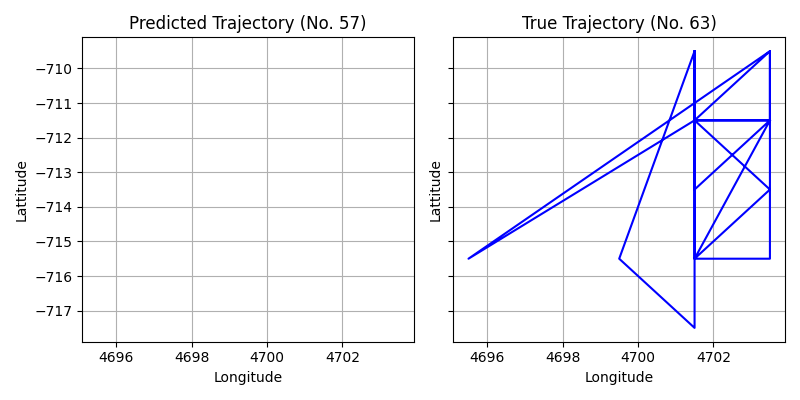 Predicted Trajectory (No. 57)
True Trajectory (No. 63)
Lattitude
−710
−711
−712
−713
−714
−715
−716
−717
4696
4698
4700
4702
Longitude
Lattitude
4696
4698
4700
4702
Longitude